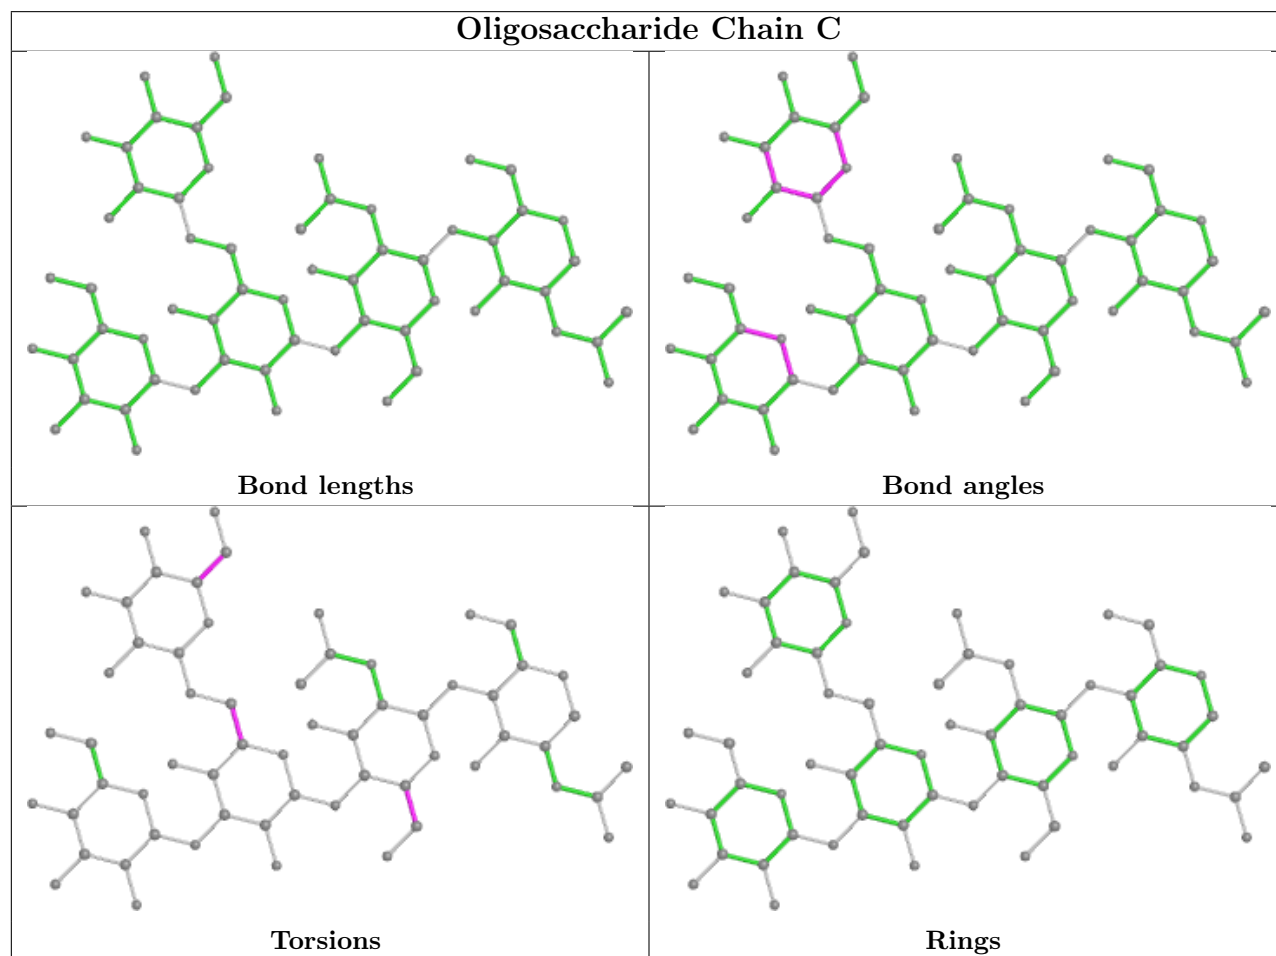 Oligosaccharide Chain C
Bond lengths
Bond angles
Torsions
Rings